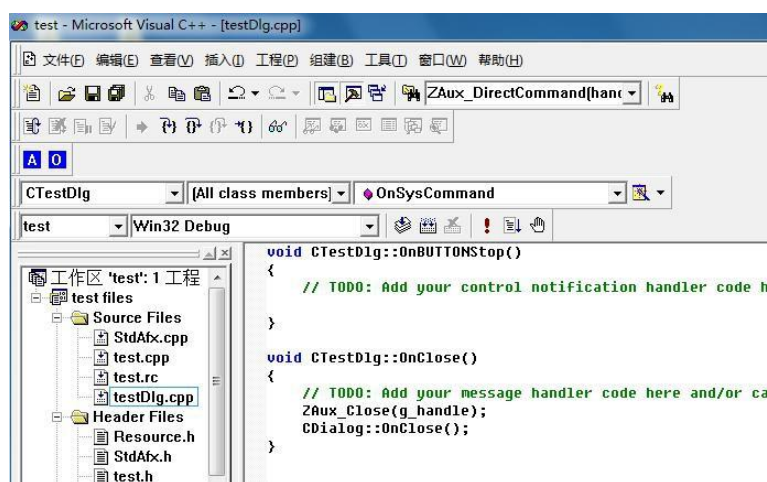 test - Microsoft Visual C++ - [testDlg.cpp]
文件(F) 编辑(E) 查看(V) 插入(I) 工程(P) 组建(B) 工具(T) 窗口(W) 帮助(H)
ZAux_DirectCommand(hanc
A O
CTestDlg [All class members] OnSysCommand
test Win32 Debug
工作区 'test': 1 工程
test files
Source Files
StdAfx.cpp
test.cpp
test.rc
testDlg.cpp
Header Files
Resource.h
StdAfx.h
test.h
void CTestDlg::OnBUTTONStop()
{
// TODO: Add your control notification handler code h
}
void CTestDlg::OnClose()
{
// TODO: Add your message handler code here and/or ca
ZAux_Close(g_handle);
CDialog::OnClose();
}